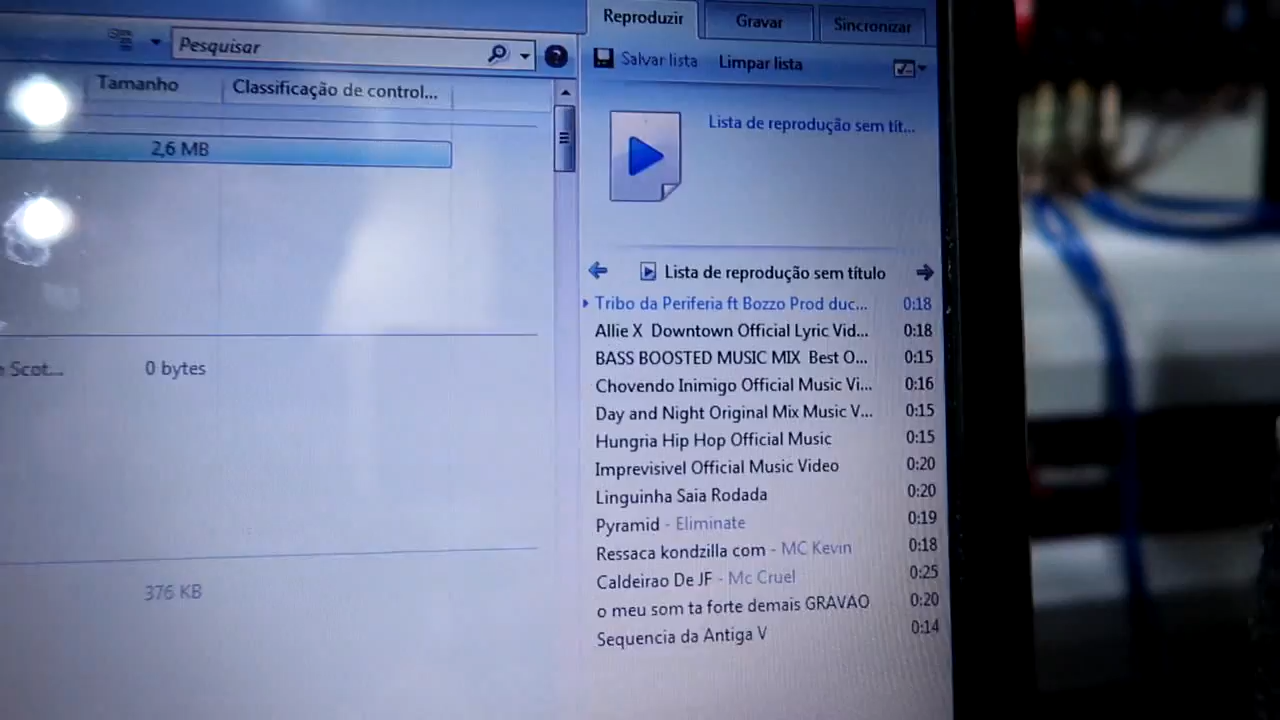 Reproduzir
Gravar
Sincronizar
Pesquisar
Salvar lista
Limpar lista
Tamanho
Classificação de control...
Lista de reprodução sem tít...
2,6 MB
Lista de reprodução sem título
Tribo da Periferia ft Bozzo Prod duc... 0:18
Allie X Downtown Official Lyric Vid... 0:18
BASS BOOSTED MUSIC MIX Best O... 0:15
Scot... 0 bytes
Chovendo Inimigo Official Music Vi... 0:16
Day and Night Original Mix Music V... 0:15
Hungria Hip Hop Official Music 0:15
Imprevisivel Official Music Video 0:20
Linguinha Saia Rodada 0:20
Pyramid - Eliminate 0:19
Ressaca kondzilla com - MC Kevin 0:18
Caldeirao De JF - Mc Cruel 0:25
376 KB
o meu som ta forte demais GRAVAO 0:20
Sequencia da Antiga V 0:14